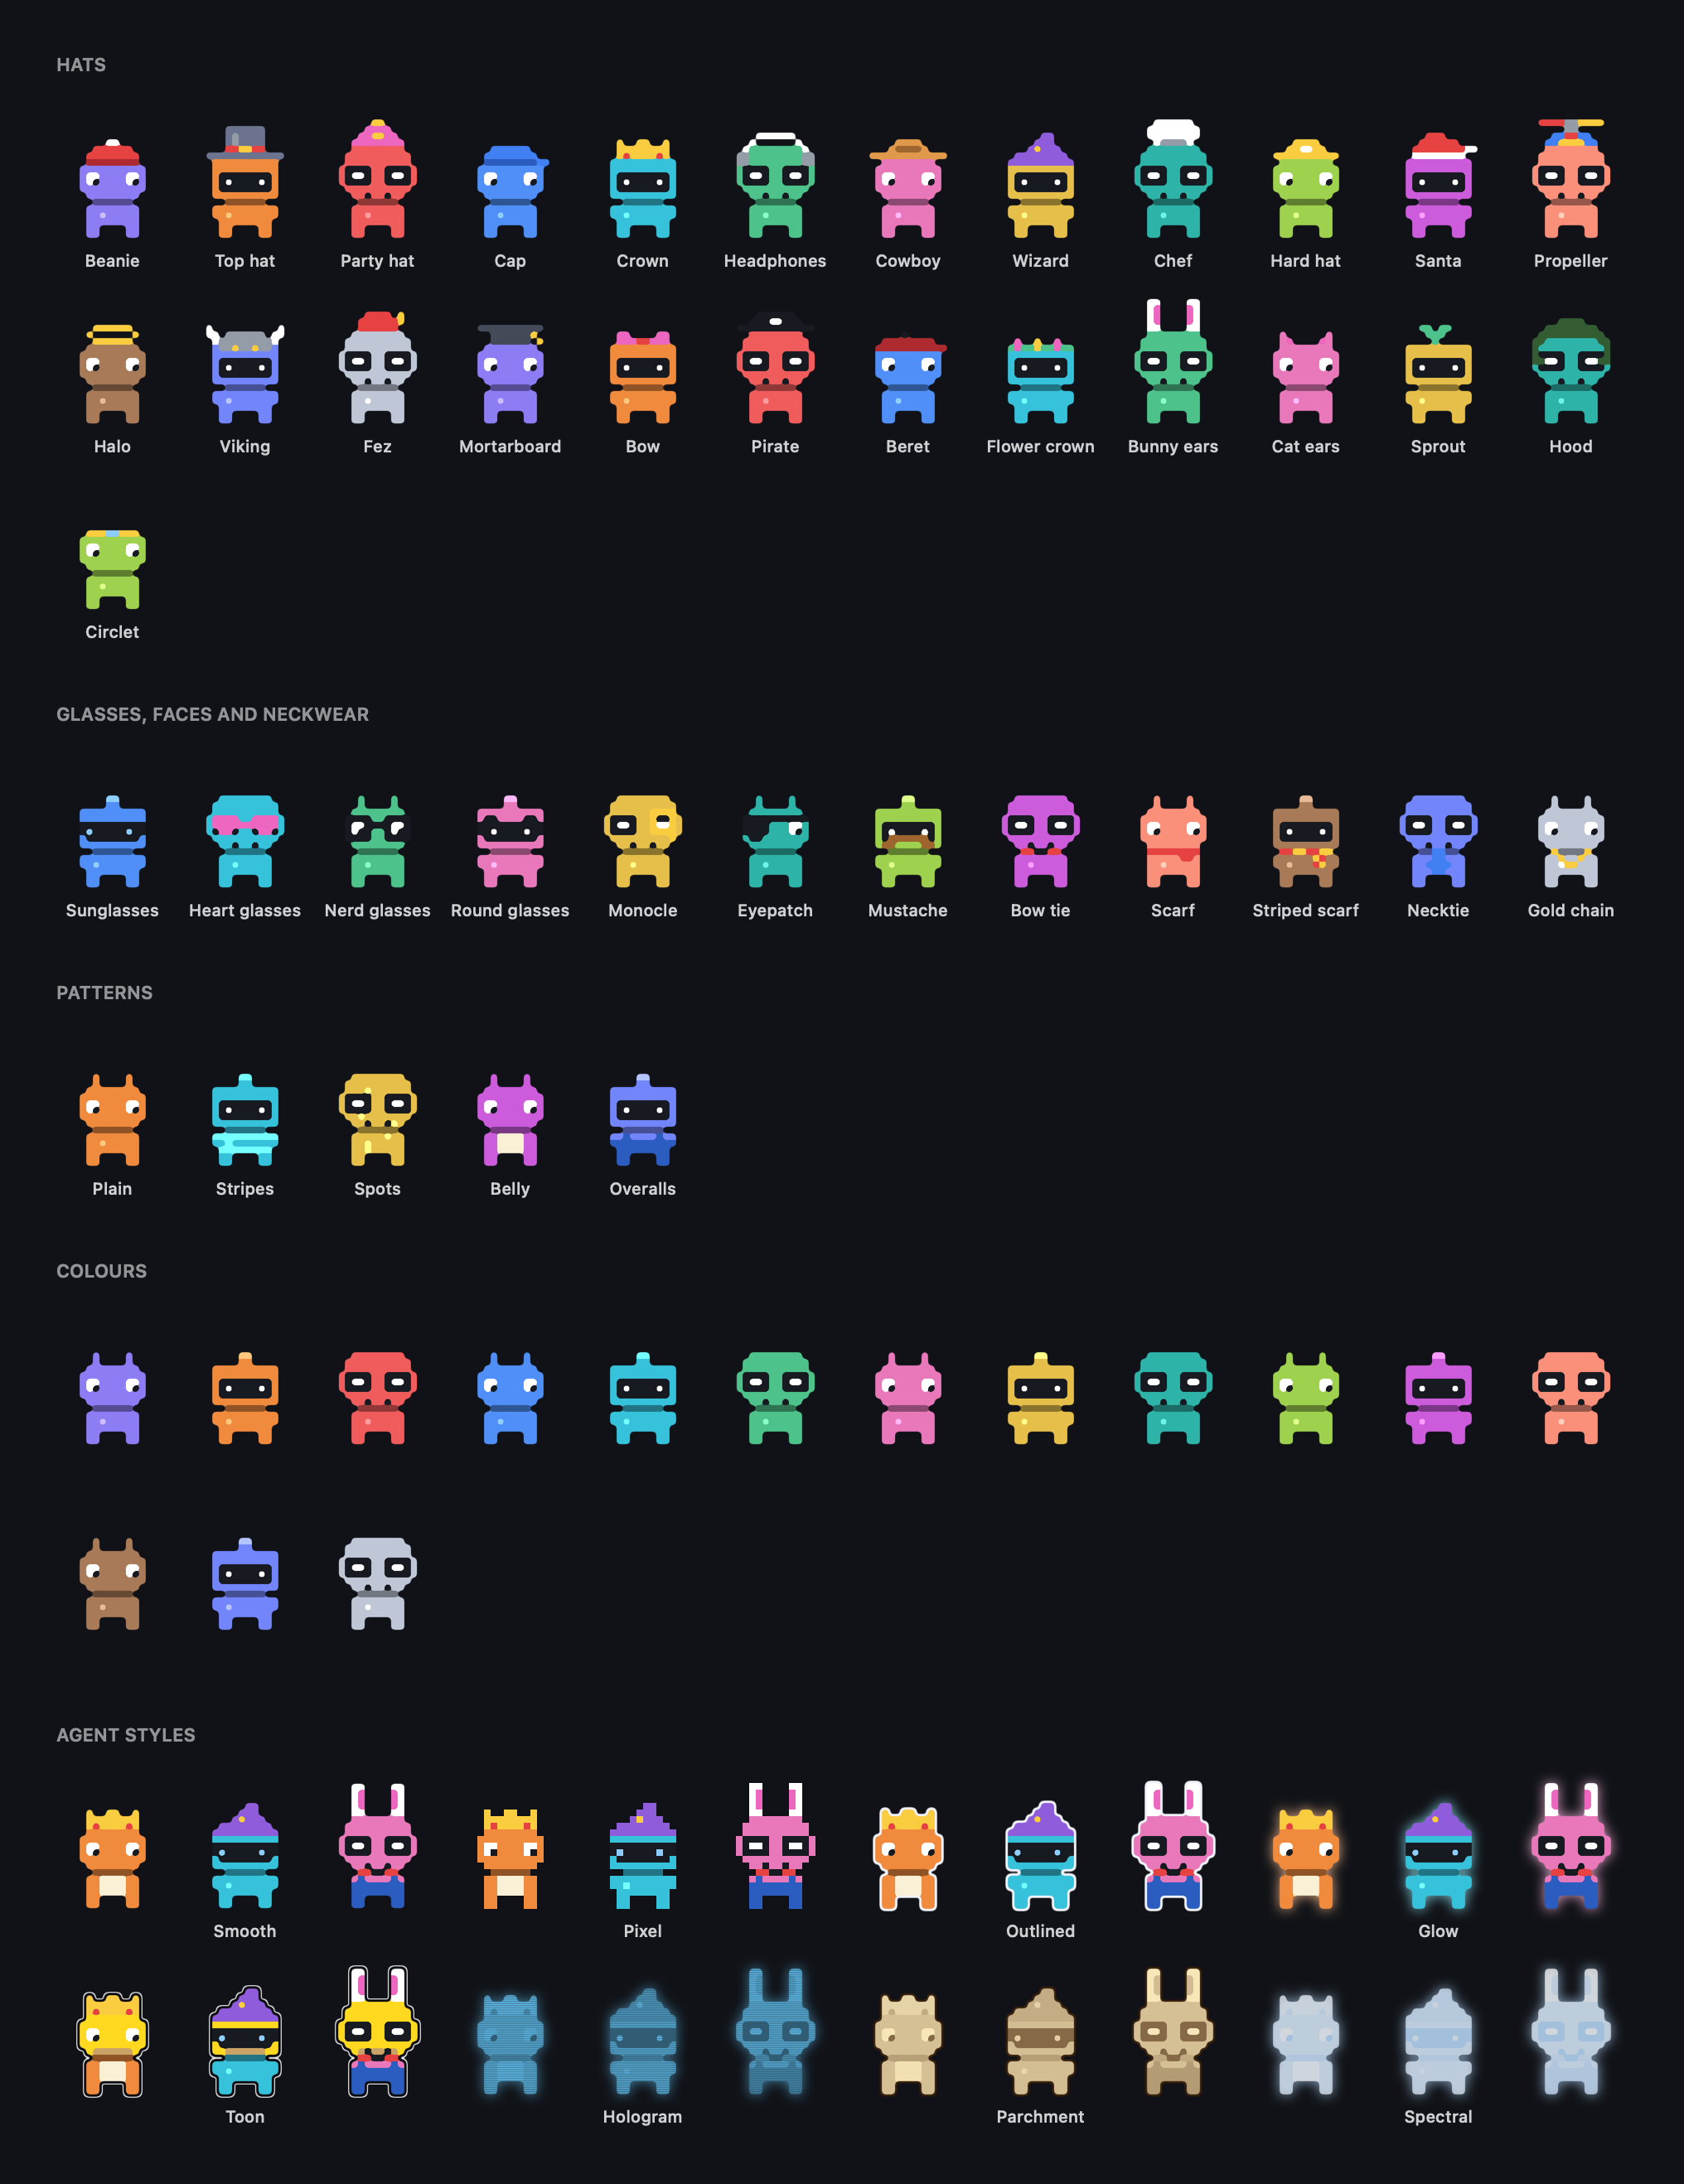 HATS
Beanie Top hat Party hat Cap Crown Headphones Cowboy Wizard Chef Hard hat Santa Propeller
Halo Viking Fez Mortarboard Bow Pirate Beret Flower crown Bunny ears Cat ears Sprout Hood
Circlet
GLASSES, FACES AND NECKWEAR
Sunglasses Heart glasses Nerd glasses Round glasses Monocle Eyepatch Mustache Bow tie Scarf Striped scarf Necktie Gold chain
PATTERNS
Plain Stripes Spots Belly Overalls
COLOURS
AGENT STYLES
Smooth Pixel Outlined Glow
Toon Hologram Parchment Spectral